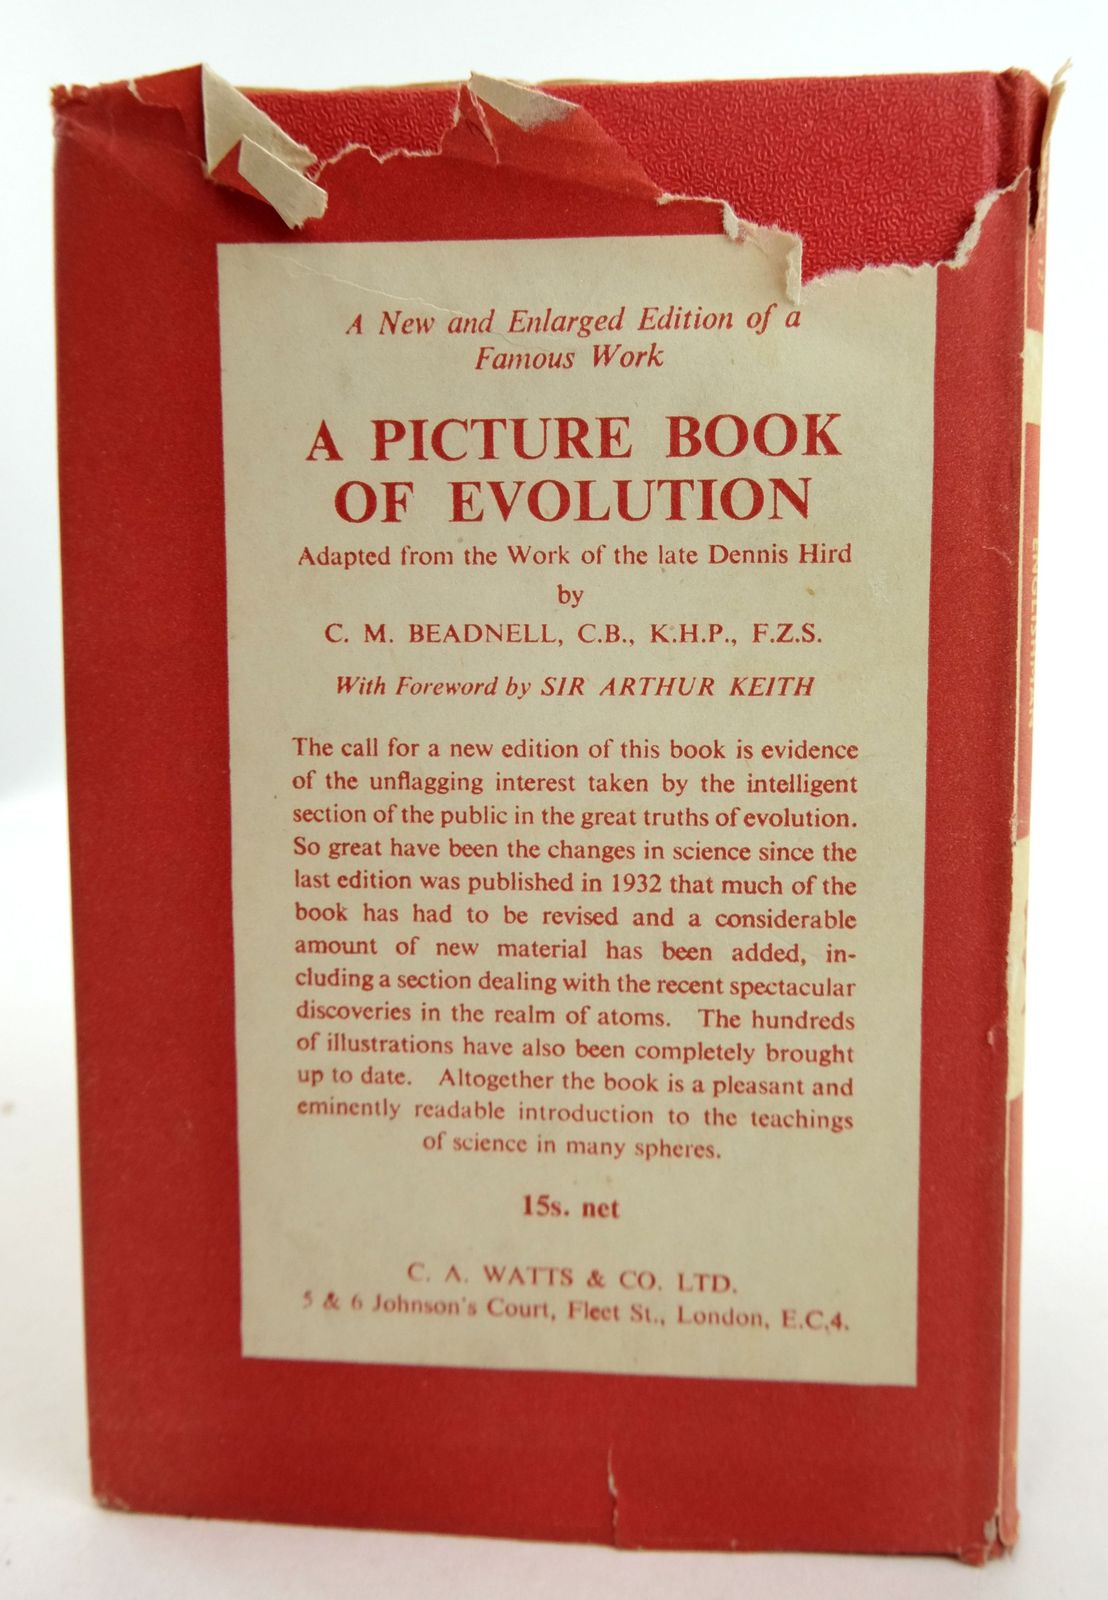 A New and Enlarged Edition of a
Famous Work
A PICTURE BOOK
OF EVOLUTION
Adapted from the Work of the late Dennis Hird
by
C. M. BEADNELL, C.B., K.H.P., F.Z.S.
With Foreword by SIR ARTHUR KEITH
The call for a new edition of this book is evidence
of the unflagging interest taken by the intelligent
section of the public in the great truths of evolution.
So great have been the changes in science since the
last edition was published in 1932 that much of the
book has had to be revised and a considerable
amount of new material has been added, in-
cluding a section dealing with the recent spectacular
discoveries in the realm of atoms. The hundreds
of illustrations have also been completely brought
up to date. Altogether the book is a pleasant and
eminently readable introduction to the teachings
of science in many spheres.
15s. net
C. A. WATTS & CO. LTD.
5 & 6 Johnson's Court, Fleet St., London, E.C.4.
ENGLISHMAN